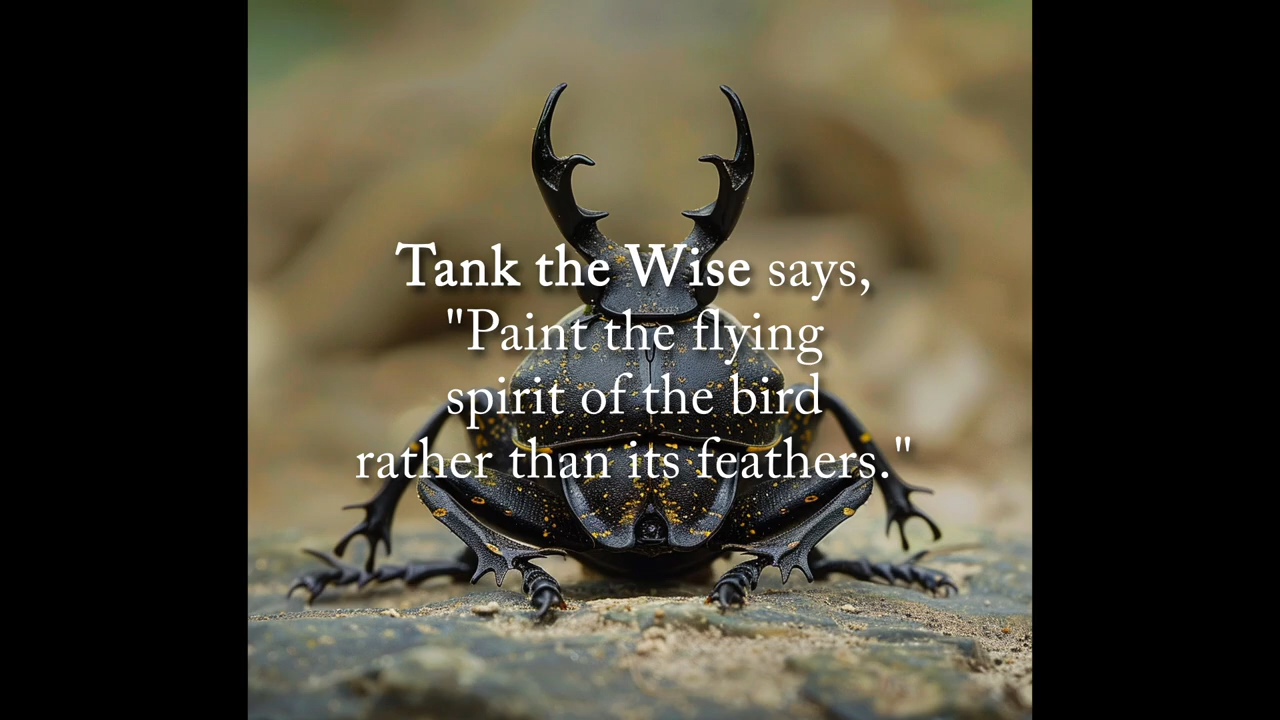 Tank the Wise says,
"Paint the flying
spirit of the bird
rather than its feathers."